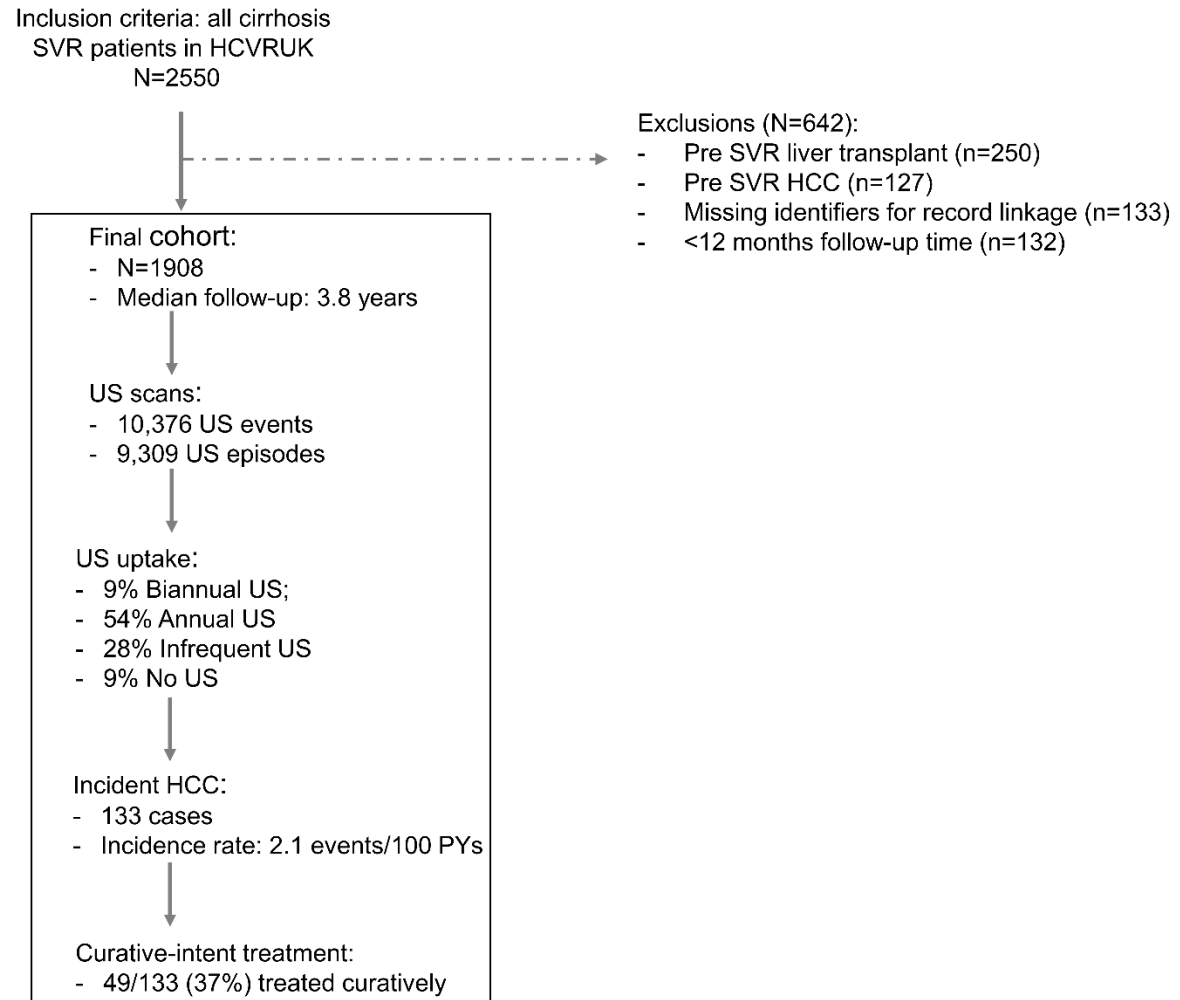 Inclusion criteria: all cirrhosis
SVR patients in HCVRUK
N=2550
Exclusions (N=642):
- Pre SVR liver transplant (n=250)
- Pre SVR HCC (n=127)
- Missing identifiers for record linkage (n=133)
- <12 months follow-up time (n=132)
Final cohort:
- N=1908
- Median follow-up: 3.8 years
US scans:
- 10,376 US events
- 9,309 US episodes
US uptake:
- 9% Biannual US;
- 54% Annual US
- 28% Infrequent US
- 9% No US
Incident HCC:
- 133 cases
- Incidence rate: 2.1 events/100 PYs
Curative-intent treatment:
- 49/133 (37%) treated curatively